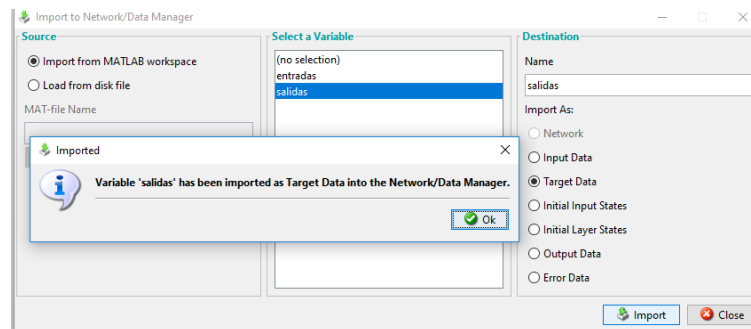 Import to Network/Data Manager
Source
Import from MATLAB workspace
Load from disk file
MAT-file Name
Select a Variable
(no selection)
entradas
salidas
Destination
Name
salidas
Import As:
Network
Input Data
Target Data
Initial Input States
Initial Layer States
Output Data
Error Data
Imported
Variable 'salidas' has been imported as Target Data into the Network/Data Manager.
Ok
Import
Close